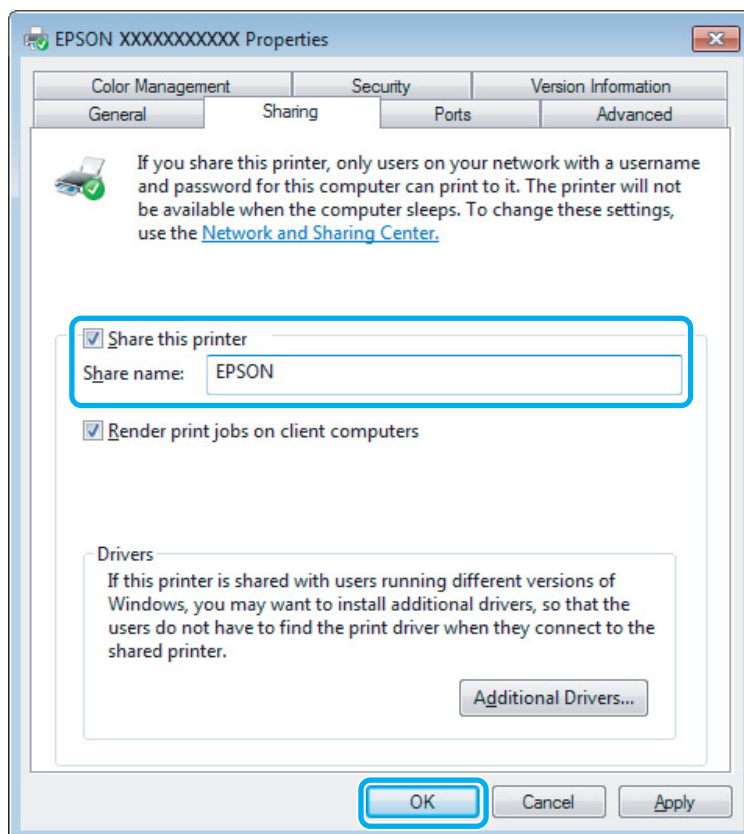 EPSON XXXXXXXXXXX Properties
Color Management Security Version Information
General Sharing Ports Advanced
If you share this printer, only users on your network with a username
and password for this computer can print to it. The printer will not
be available when the computer sleeps. To change these settings,
use the Network and Sharing Center.
Share this printer
Share name: EPSON
Render print jobs on client computers
Drivers
If this printer is shared with users running different versions of
Windows, you may want to install additional drivers, so that the
users do not have to find the print driver when they connect to the
shared printer.
Additional Drivers...
OK Cancel Apply